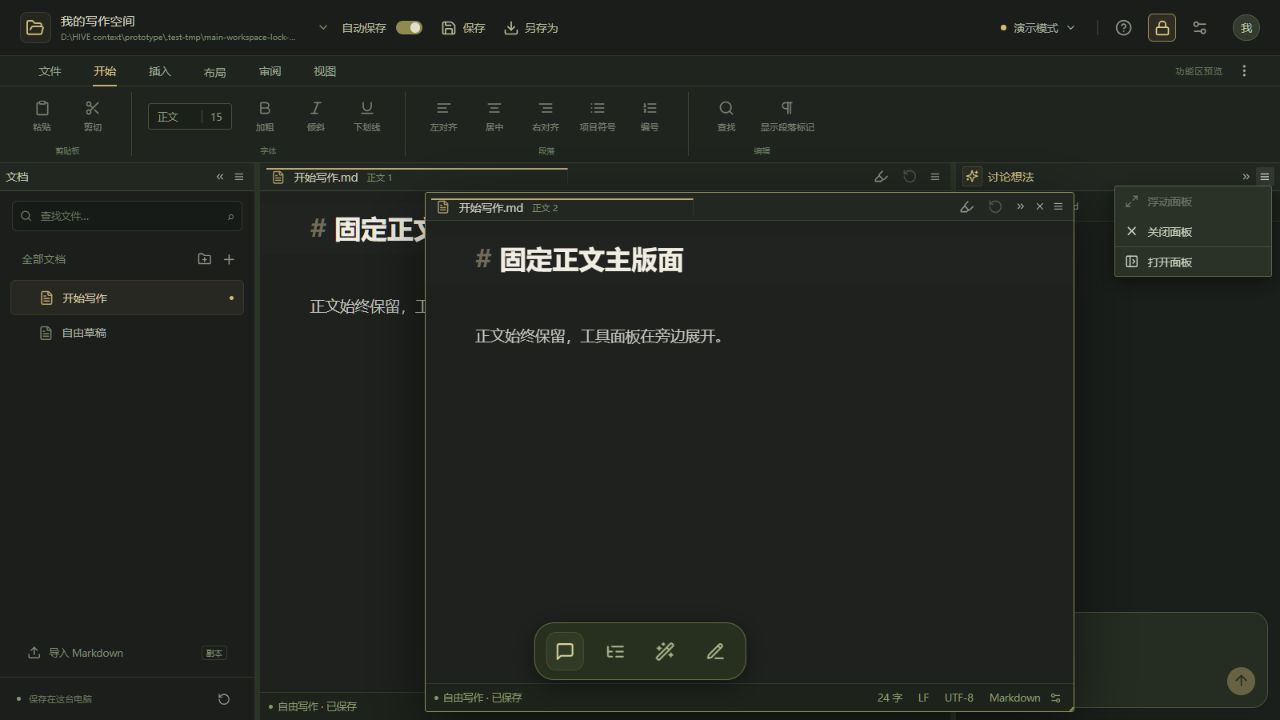 我的写作空间
D:\HIVE context\prototype\.test-tmp\main-workspace-lock-...
自动保存
保存
另存为
演示模式
我
文件
开始
插入
布局
审阅
视图
功能区预览
粘贴
剪切
剪贴板
正文
15
B
加粗
倾斜
下划线
字体
左对齐
居中
右对齐
项目符号
编号
段落
查找
显示段落标记
编辑
文档
查找文件...
全部文档
开始写作
自由草稿
导入 Markdown
副本
保存在这台电脑
开始写作.md 正文 1
# 固定正文
正文始终保留，工
自由写作 · 已保存
开始写作.md 正文 2
# 固定正文主版面
正文始终保留，工具面板在旁边展开。
自由写作 · 已保存
24 字
LF
UTF-8
Markdown
讨论想法
浮动面板
关闭面板
打开面板